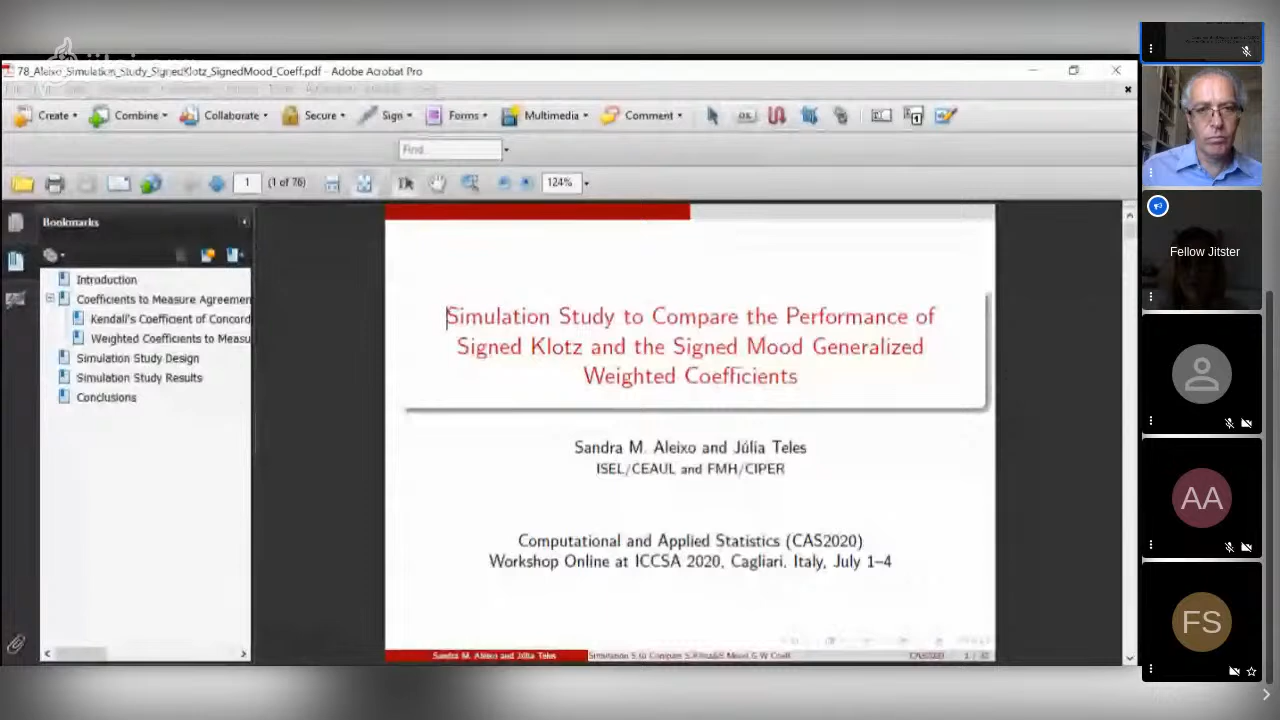 jitsi.org
78_Aleixo_Simulation_Study_SignedKlotz_SignedMood_Coeff.pdf - Adobe Acrobat Pro
Create
Combine
Collaborate
Secure
Sign
Forms
Multimedia
Comment
Find
1 (1 of 76)
124%
Bookmarks
Introduction
Coefficients to Measure Agreemen
Kendall's Coefficient of Concord
Weighted Coefficients to Measu
Simulation Study Design
Simulation Study Results
Conclusions
Simulation Study to Compare the Performance of
Signed Klotz and the Signed Mood Generalized
Weighted Coefficients
Sandra M. Aleixo and Júlia Teles
ISEL/CEAUL and FMH/CIPER
Computational and Applied Statistics (CAS2020)
Workshop Online at ICCSA 2020, Cagliari, Italy, July 1–4
Sandra M. Aleixo and Júlia Teles
CAS2020
Fellow Jitster
AA
FS